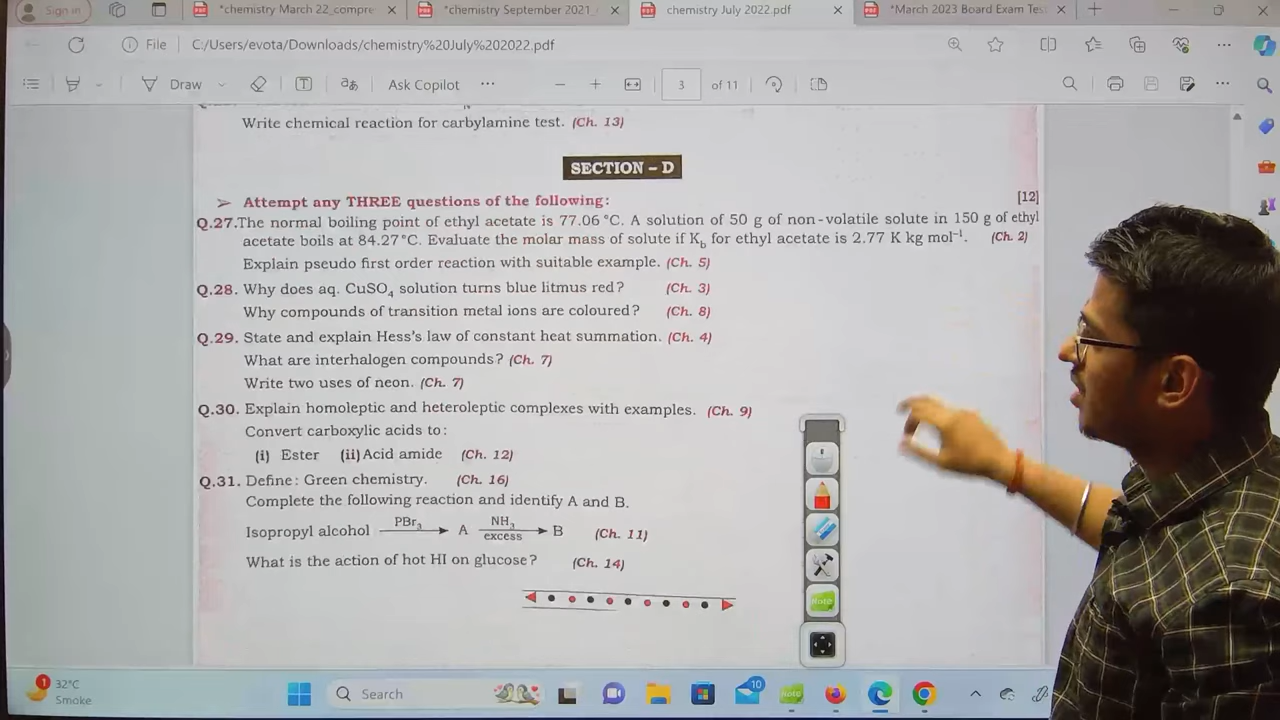 Sign in
*chemistry March 22_compre
*chemistry September 2021_
chemistry July 2022.pdf
*March 2023 Board Exam Tes
File
C:/Users/evota/Downloads/chemistry%20July%202022.pdf
Draw
aあ
Ask Copilot
3 of 11
Write chemical reaction for carbylamine test. (Ch. 13)
SECTION – D
➢ Attempt any THREE questions of the following: [12]
Q.27.The normal boiling point of ethyl acetate is 77.06 °C. A solution of 50 g of non-volatile solute in 150 g of ethyl
acetate boils at 84.27°C. Evaluate the molar mass of solute if Kb for ethyl acetate is 2.77 K kg mol⁻¹. (Ch. 2)
Explain pseudo first order reaction with suitable example. (Ch. 5)
Q.28. Why does aq. CuSO₄ solution turns blue litmus red? (Ch. 3)
Why compounds of transition metal ions are coloured? (Ch. 8)
Q.29. State and explain Hess's law of constant heat summation. (Ch. 4)
What are interhalogen compounds? (Ch. 7)
Write two uses of neon. (Ch. 7)
Q.30. Explain homoleptic and heteroleptic complexes with examples. (Ch. 9)
Convert carboxylic acids to:
(i) Ester (ii) Acid amide (Ch. 12)
Q.31. Define: Green chemistry. (Ch. 16)
Complete the following reaction and identify A and B.
Isopropyl alcohol PBr₃ → A NH₃ excess → B (Ch. 11)
What is the action of hot HI on glucose? (Ch. 14)
Note
1
32°C
Smoke
Search
10
Note